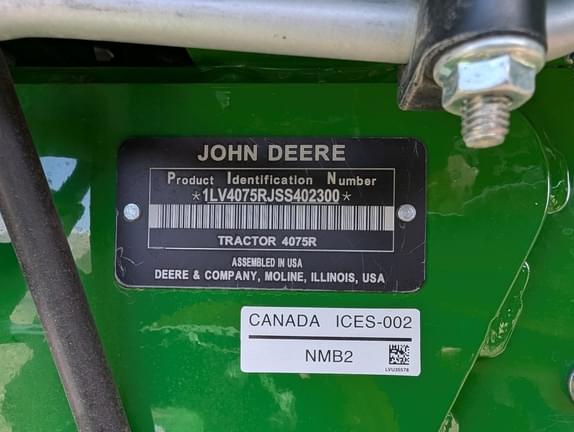 JOHN DEERE
Product Identification Number
*1LV4075RJSS402300*
TRACTOR 4075R
ASSEMBLED IN USA
DEERE & COMPANY, MOLINE, ILLINOIS, USA
CANADA ICES-002
NMB2
LVU35578